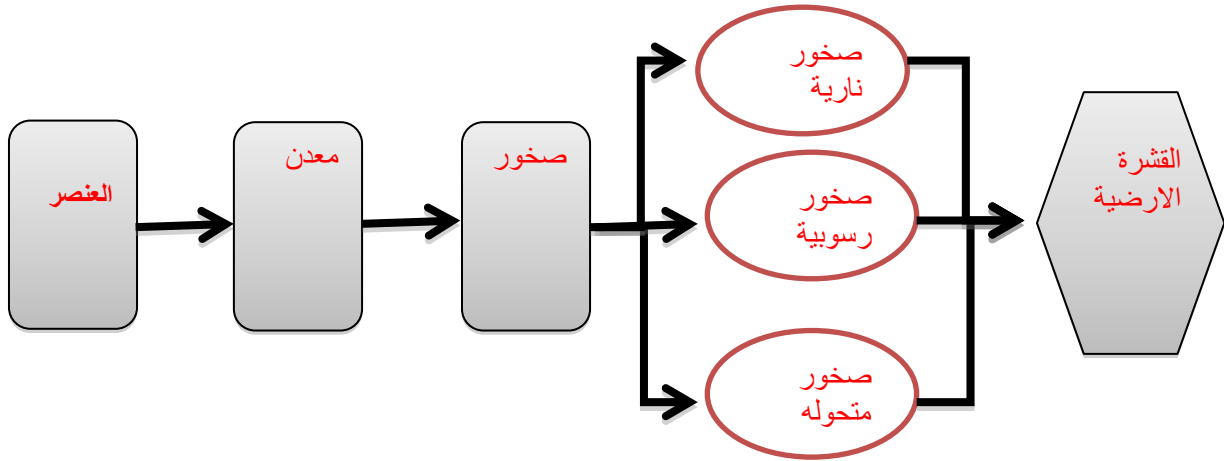 العنصر
معدن
صخور
صخور
نارية
صخور
رسوبية
صخور
متحوله
القشرة
الارضية